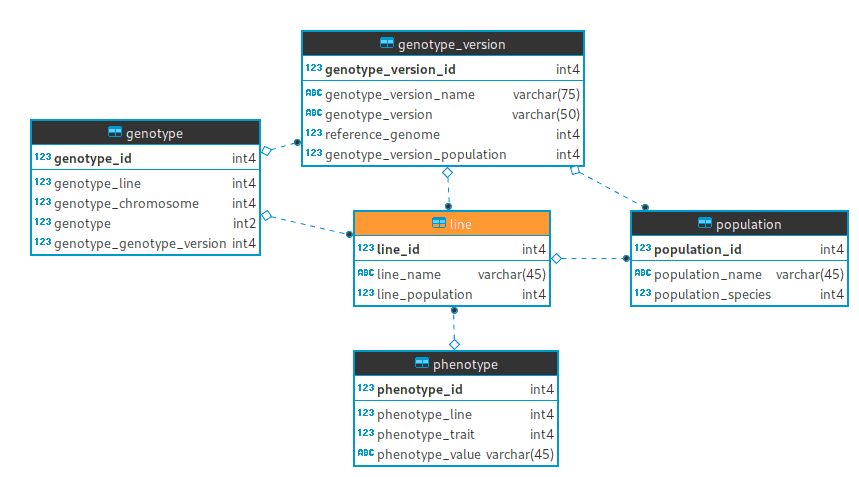 genotype_version
123 genotype_version_id int4
ABC genotype_version_name varchar(75)
ABC genotype_version varchar(50)
123 reference_genome int4
123 genotype_version_population int4
genotype
123 genotype_id int4
123 genotype_line int4
123 genotype_chromosome int4
123 genotype int2
123 genotype_genotype_version int4
line
123 line_id int4
ABC line_name varchar(45)
123 line_population int4
population
123 population_id int4
ABC population_name varchar(45)
123 population_species int4
phenotype
123 phenotype_id int4
123 phenotype_line int4
123 phenotype_trait int4
ABC phenotype_value varchar(45)